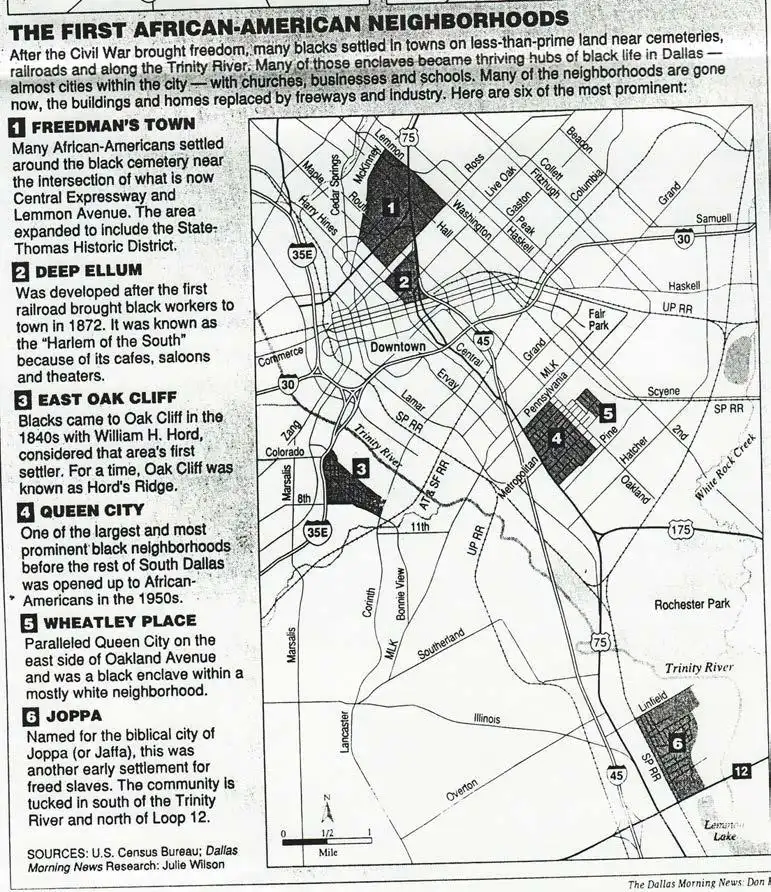 THE FIRST AFRICAN-AMERICAN NEIGHBORHOODS
After the Civil War brought freedom, many blacks settled in towns on less-than-prime land near cemeteries,
railroads and along the Trinity River. Many of those enclaves became thriving hubs of black life in Dallas —
almost cities within the city — with churches, businesses and schools. Many of the neighborhoods are gone
now, the buildings and homes replaced by freeways and industry. Here are six of the most prominent:
1 FREEDMAN'S TOWN
Many African-Americans settled
around the black cemetery near
the intersection of what is now
Central Expressway and
Lemmon Avenue. The area
expanded to include the State-
Thomas Historic District.
2 DEEP ELLUM
Was developed after the first
railroad brought black workers to
town in 1872. It was known as
the "Harlem of the South"
because of its cafes, saloons
and theaters.
3 EAST OAK CLIFF
Blacks came to Oak Cliff in the
1840s with William H. Hord,
considered that area's first
settler. For a time, Oak Cliff was
known as Hord's Ridge.
4 QUEEN CITY
One of the largest and most
prominent black neighborhoods
before the rest of South Dallas
was opened up to African-
Americans in the 1950s.
5 WHEATLEY PLACE
Paralleled Queen City on the
east side of Oakland Avenue
and was a black enclave within a
mostly white neighborhood.
6 JOPPA
Named for the biblical city of
Joppa (or Jaffa), this was
another early settlement for
freed slaves. The community is
tucked in south of the Trinity
River and north of Loop 12.
SOURCES: U.S. Census Bureau; Dallas
Morning News Research: Julie Wilson
75
Lemmon
McKinney
Cedar Springs
Maple
Routh
Harry Hines
Ross
Live Oak
Gaston
Peak
Haskell
Collett
Fitzhugh
Beacon
Columbia
Grand
Samuell
30
Washington
Hall
1
35E
2
Haskell
UP RR
Fair
Park
45
Downtown
Central
Commerce
30
Ervay
Grand
MLK
Pennsylvania
Scyene
SP RR
Lamar
SP RR
Zang
Trinity River
5
4
Pine
2nd
Hatcher
Oakland
White Rock Creek
Colorado
Marsalis
8th
3
AT & SF RR
Metropolitan
35E
11th
UP RR
175
Corinth
Bonnie View
Rochester Park
75
Marsalis
MLK
Southerland
Trinity River
Linfield
Lancaster
Illinois
6
SP RR
45
12
Overton
N
0 1/2 1
Mile
Lemmon
Lake
The Dallas Morning News: Don